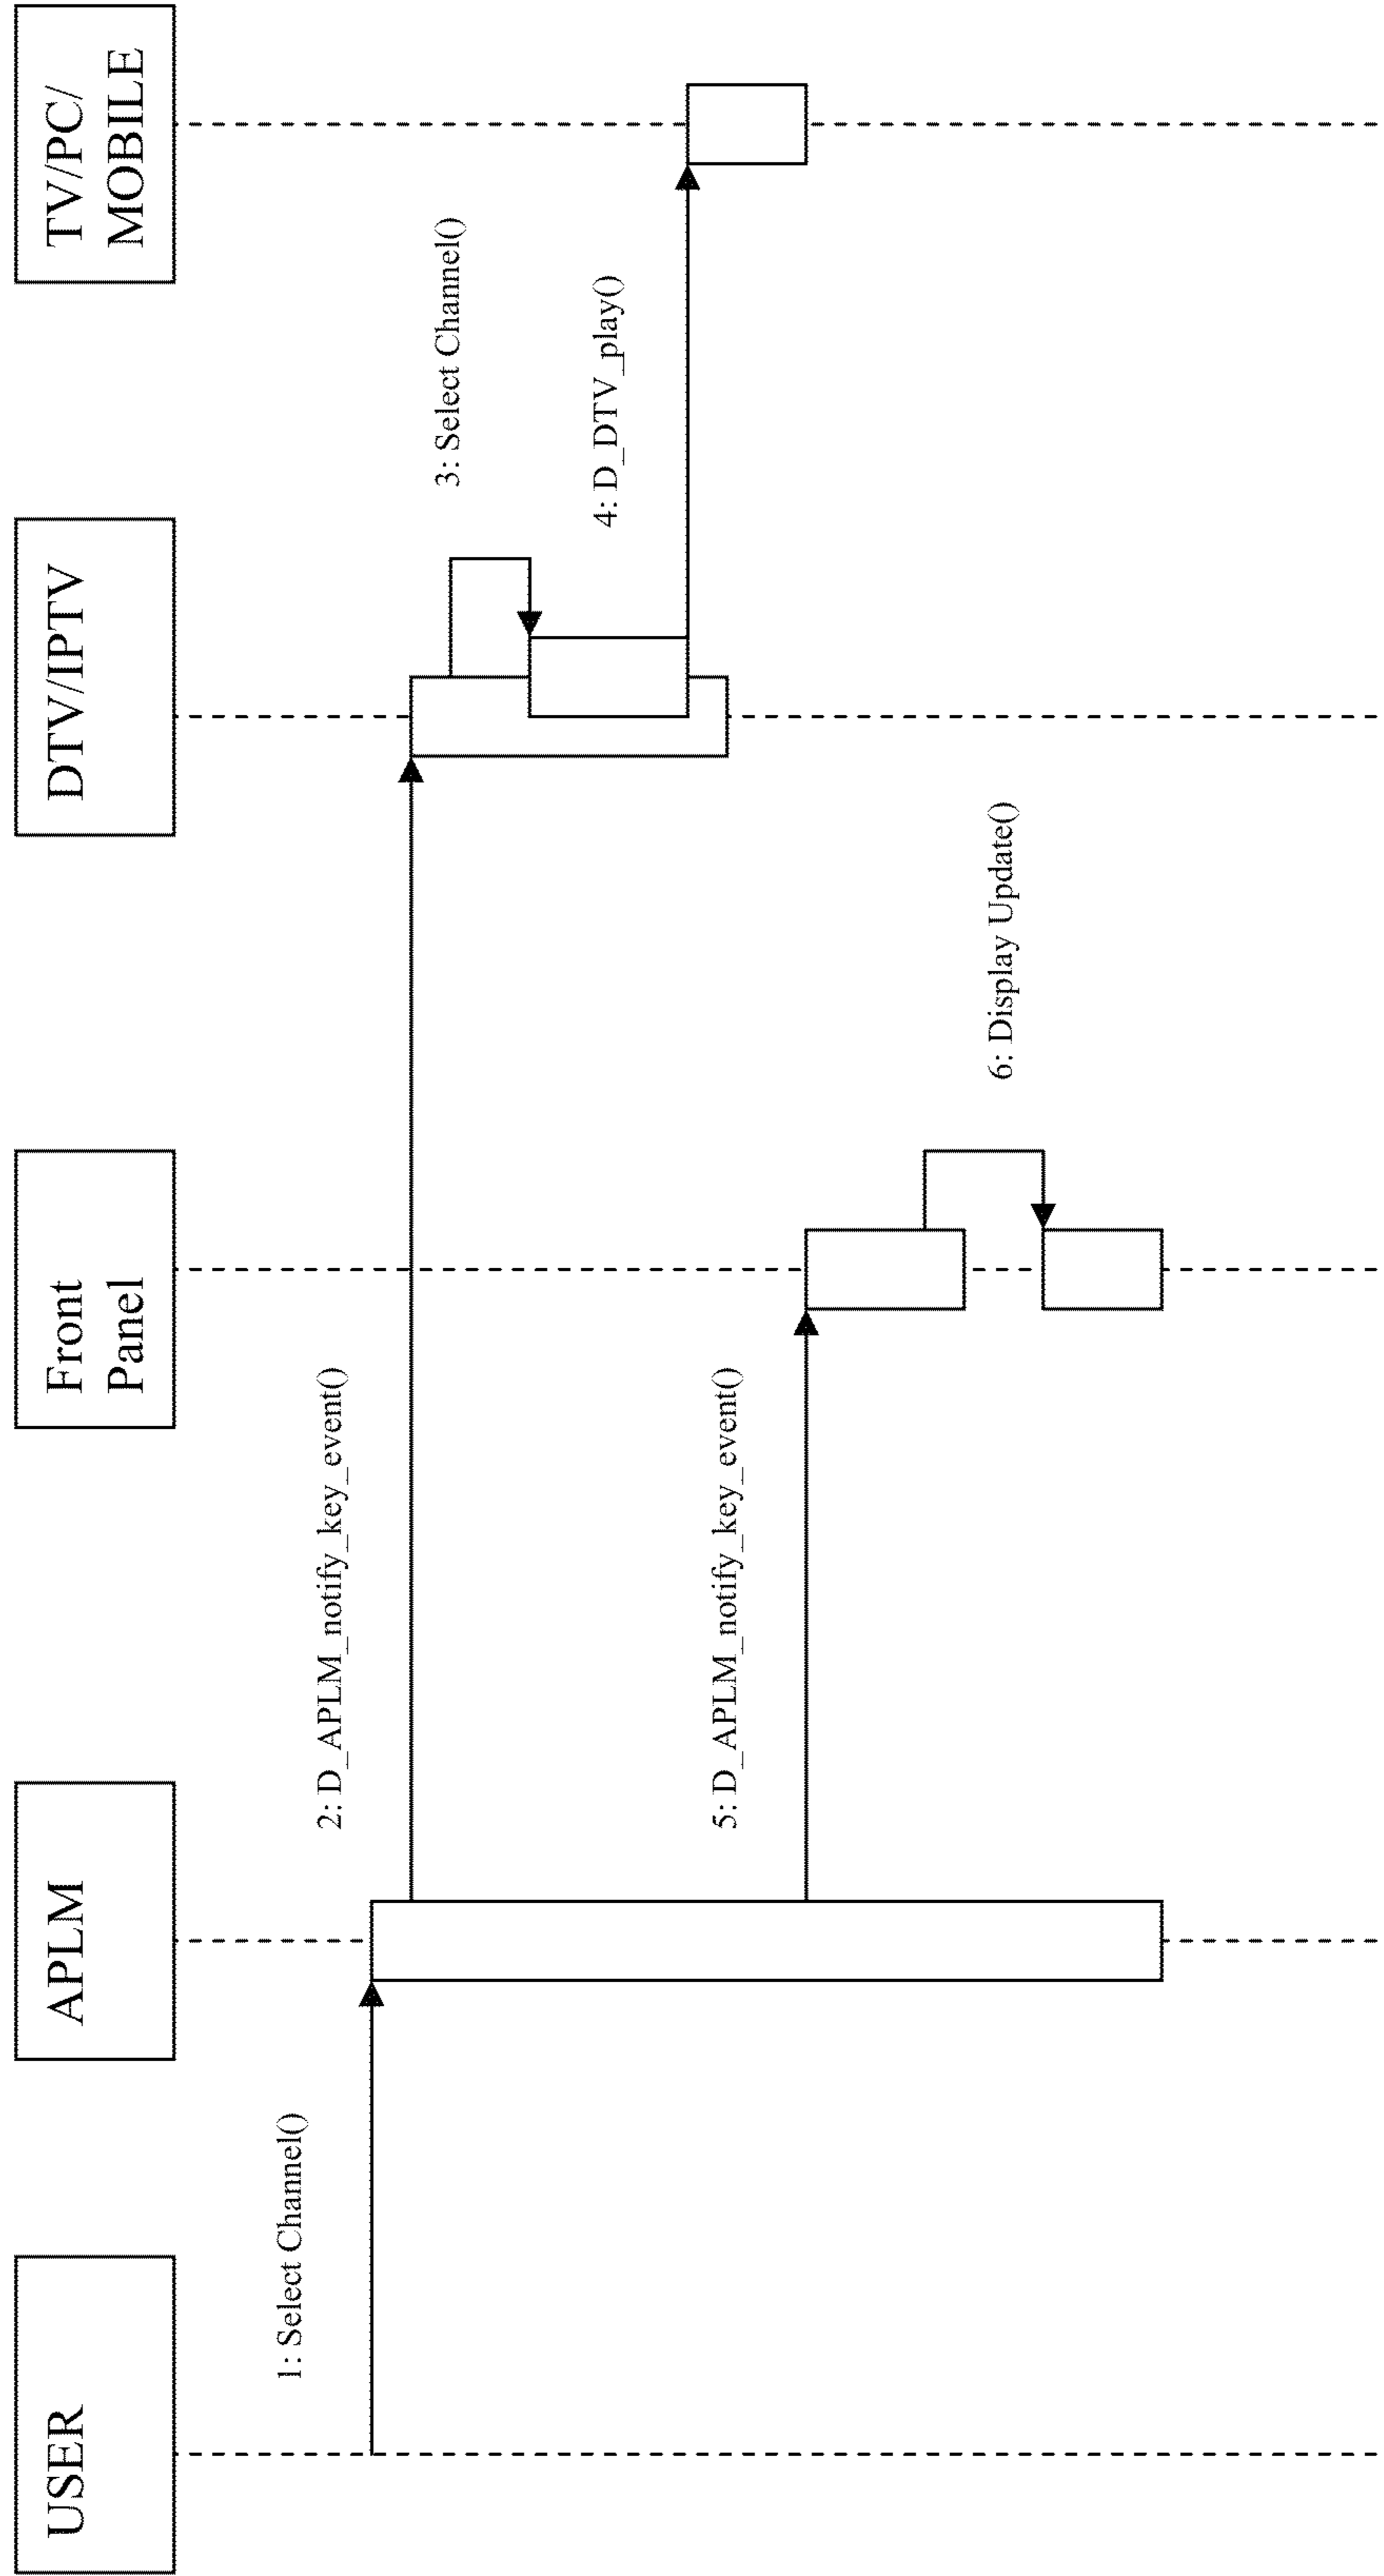 USER
APLM
Front
Panel
DTV/IPTV
TV/PC/
MOBILE
1: Select Channel()
2: D_APLM_notify_key_event()
3: Select Channel()
4: D_DTV_play()
5: D_APLM_notify_key_event()
6: Display Update()